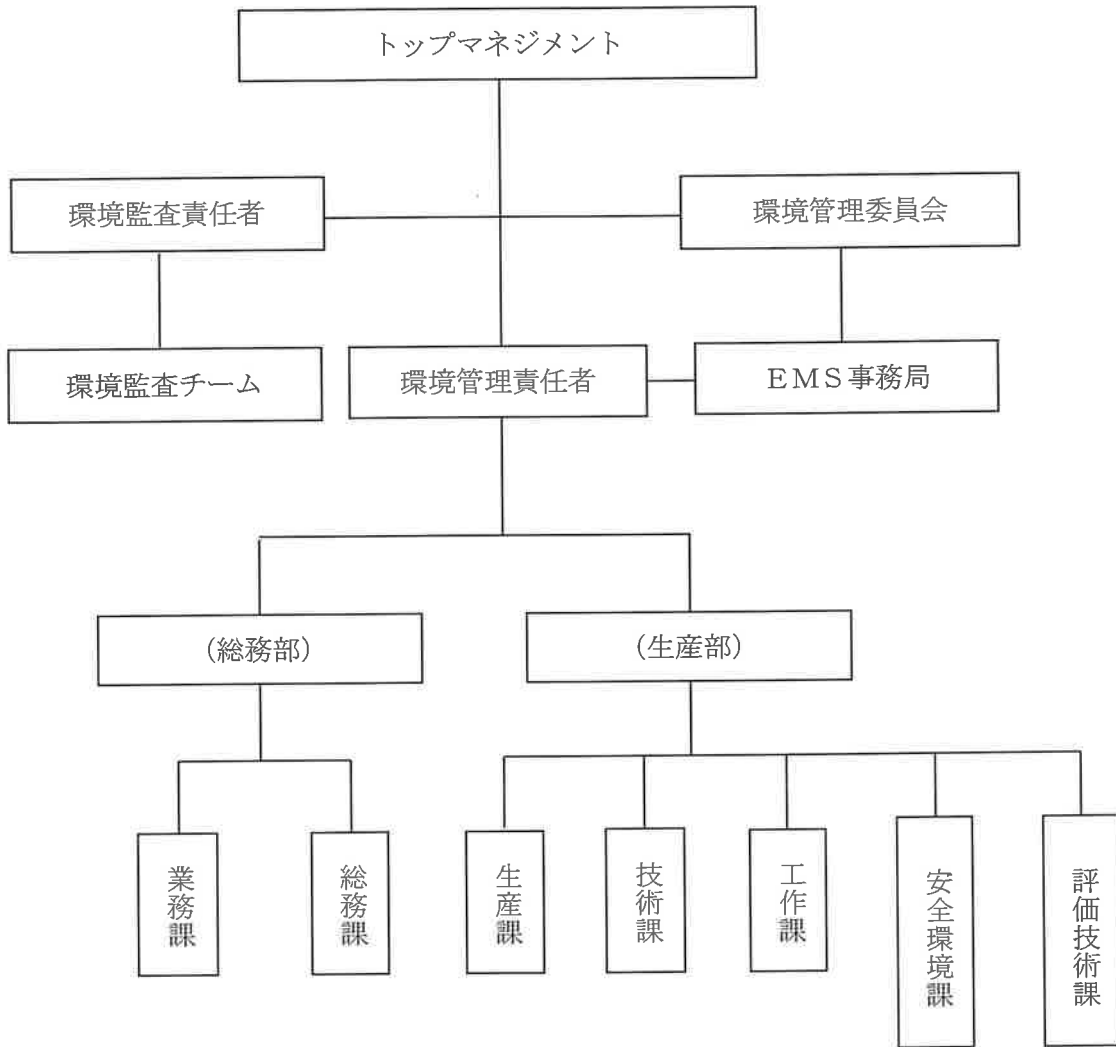 トップマネジメント
環境監査責任者
環境管理委員会
環境監査チーム
環境管理責任者
ＥＭＳ事務局
（総務部）
（生産部）
業務課
総務課
生産課
技術課
工作課
安全環境課
評価技術課